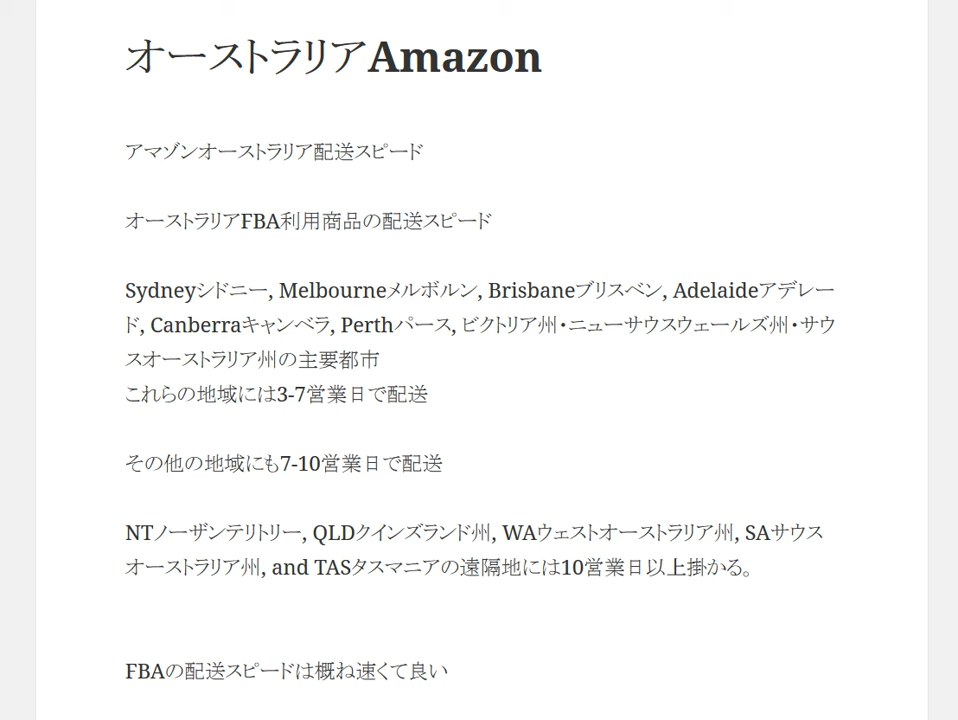 オーストラリアAmazon
アマゾンオーストラリア配送スピード
オーストラリアFBA利用商品の配送スピード
Sydneyシドニー, Melbourneメルボルン, Brisbaneブリスベン, Adelaideアデレー
ド, Canberraキャンベラ, Perthパース, ビクトリア州・ニューサウスウェールズ州・サウ
スオーストラリア州の主要都市
これらの地域には3-7営業日で配送
その他の地域にも7-10営業日で配送
NTノーザンテリトリー, QLDクインズランド州, WAウェストオーストラリア州, SAサウス
オーストラリア州, and TASタスマニアの遠隔地には10営業日以上掛かる。
FBAの配送スピードは概ね速くて良い